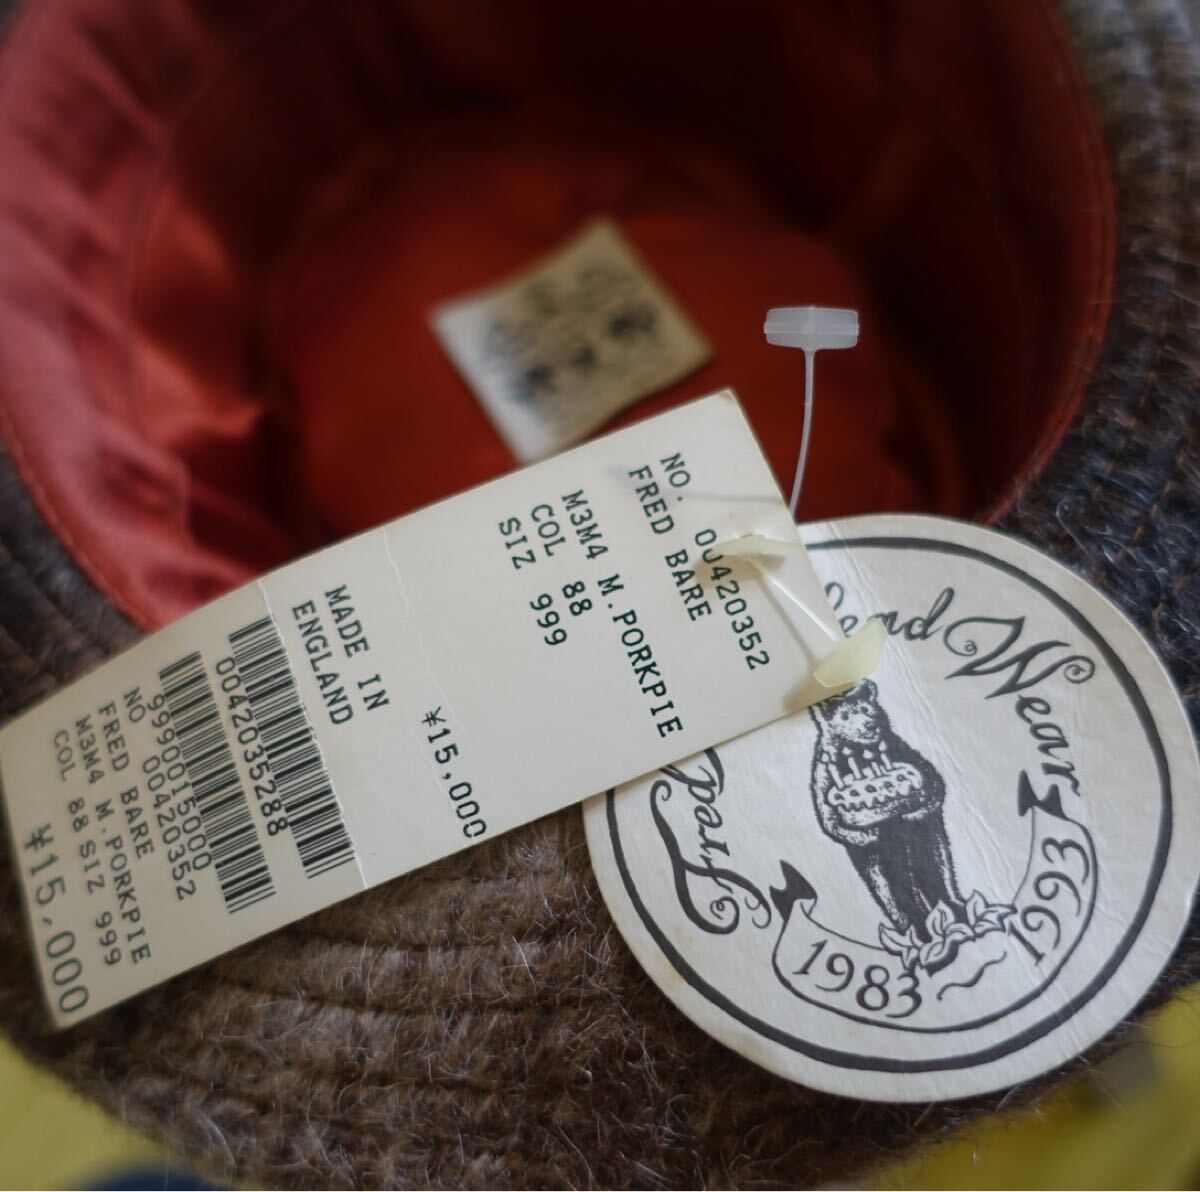 NO. 00420352
FRED BARE
M3M4 M.PORKPIE
COL 88
SIZ 999
¥15,000
MADE IN
ENGLAND
0042035288
9990015000
NO 00420352
FRED BARE
M3M4 M.PORKPIE
COL 88 SIZ 999
¥15,000
Head Wear
1983
1993